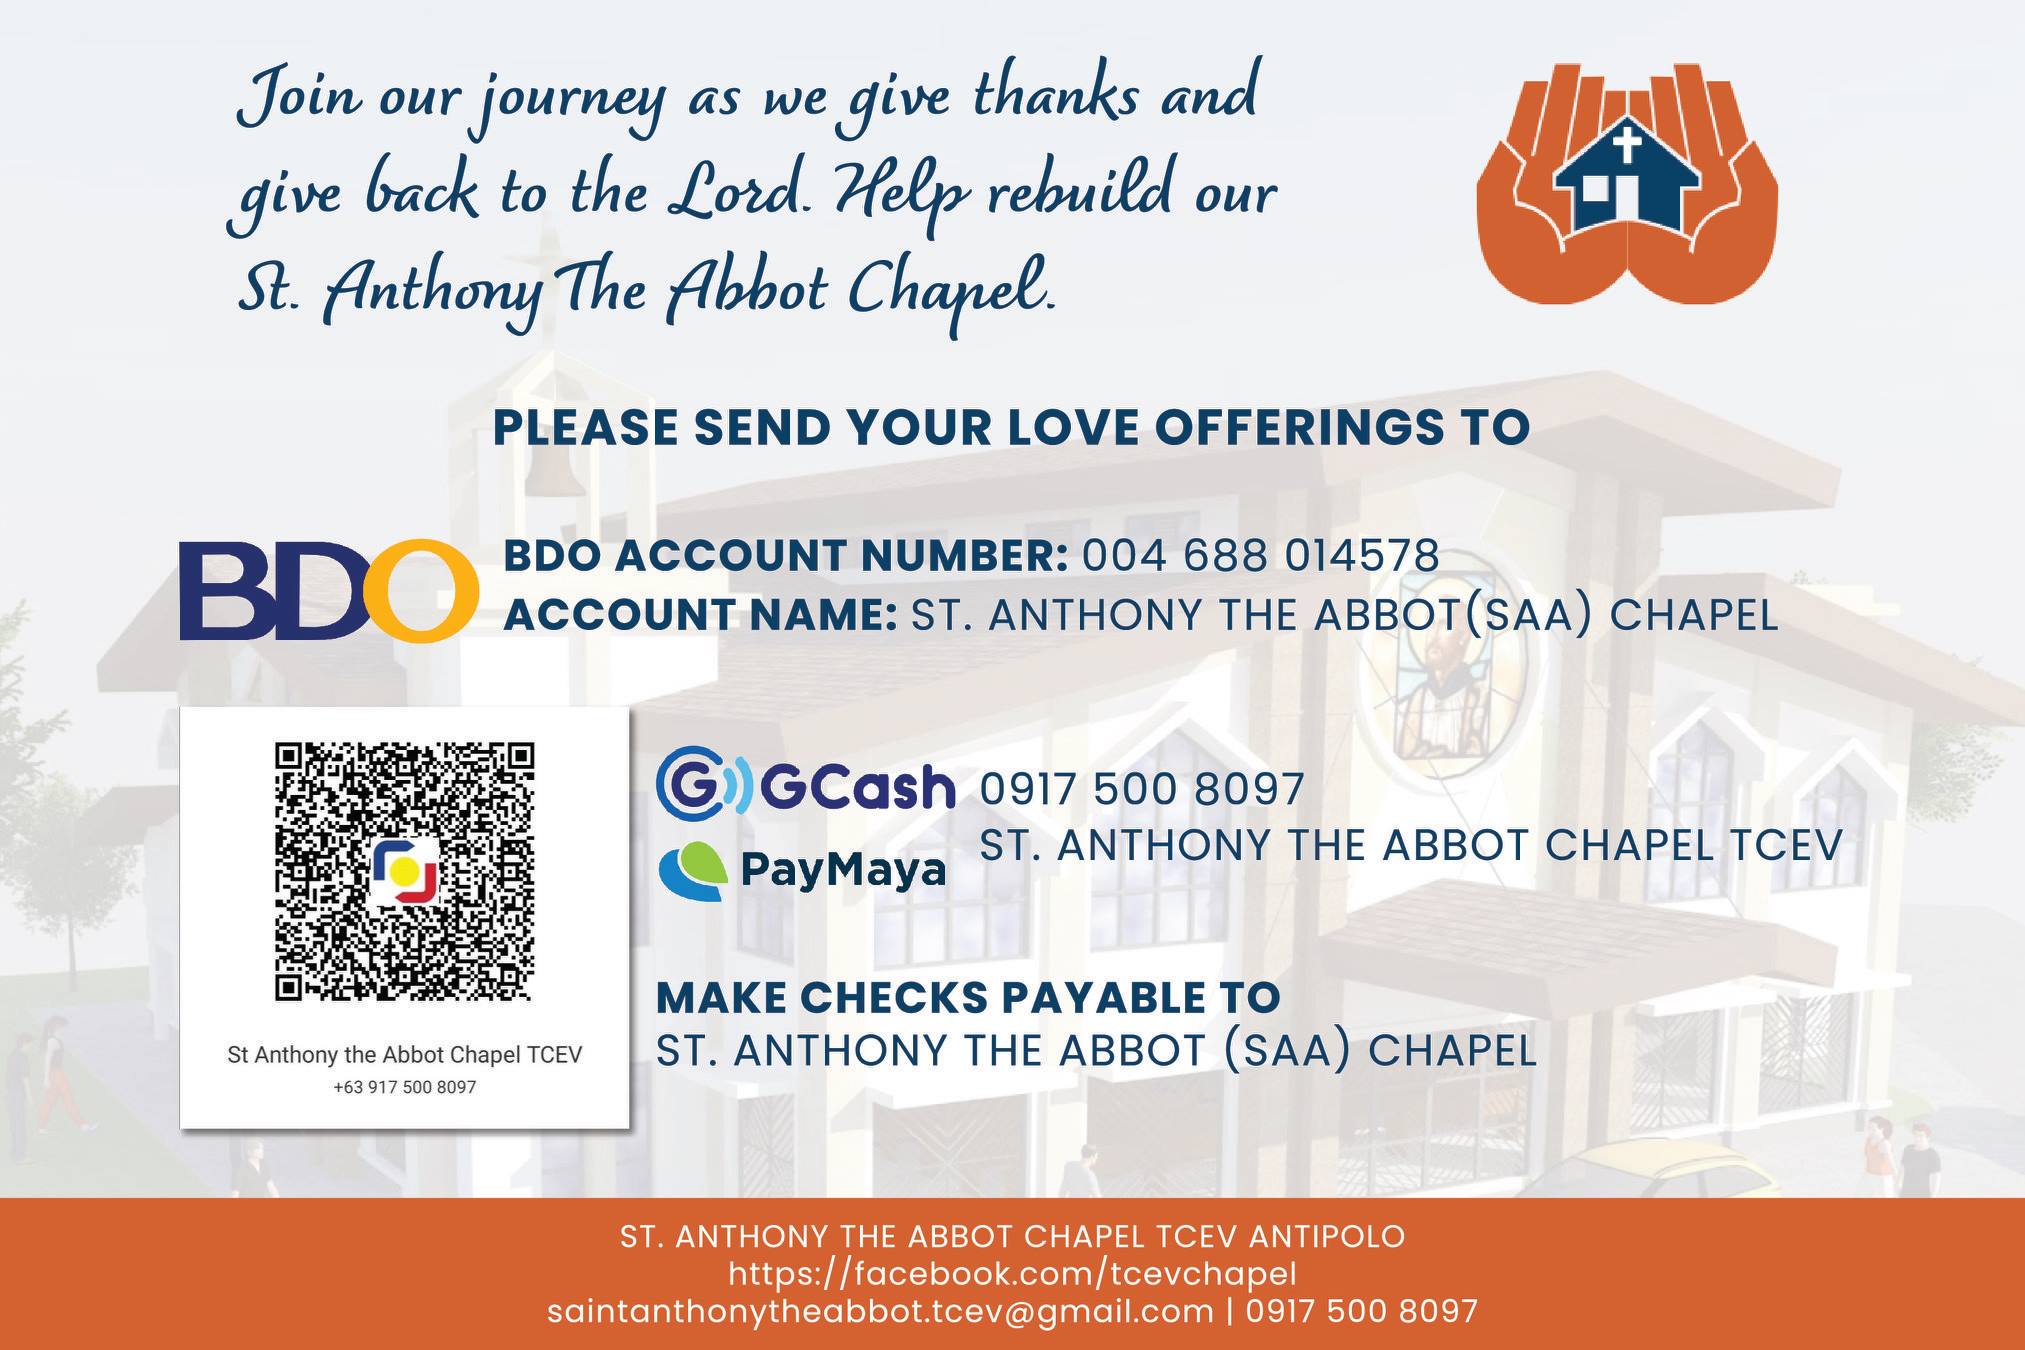 Join our journey as we give thanks and
give back to the Lord. Help rebuild our
St. Anthony The Abbot Chapel.
PLEASE SEND YOUR LOVE OFFERINGS TO
BDO
BDO ACCOUNT NUMBER: 004 688 014578
ACCOUNT NAME: ST. ANTHONY THE ABBOT(SAA) CHAPEL
St Anthony the Abbot Chapel TCEV
+63 917 500 8097
G GCash
PayMaya
0917 500 8097
ST. ANTHONY THE ABBOT CHAPEL TCEV
MAKE CHECKS PAYABLE TO
ST. ANTHONY THE ABBOT (SAA) CHAPEL
ST. ANTHONY THE ABBOT CHAPEL TCEV ANTIPOLO
https://facebook.com/tcevchapel
saintanthonytheabbot.tcev@gmail.com | 0917 500 8097